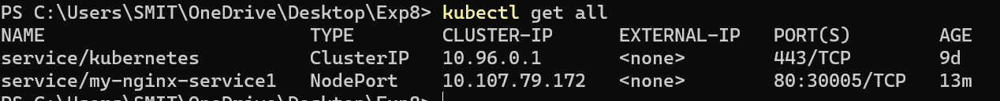 PS C:\Users\SMIT\OneDrive\Desktop\Exp8> kubectl get all
NAME TYPE CLUSTER-IP EXTERNAL-IP PORT(S) AGE
service/kubernetes ClusterIP 10.96.0.1 <none> 443/TCP 9d
service/my-nginx-service1 NodePort 10.107.79.172 <none> 80:30005/TCP 13m
PS C:\Users\SMIT\OneDrive\Desktop\Exp8>